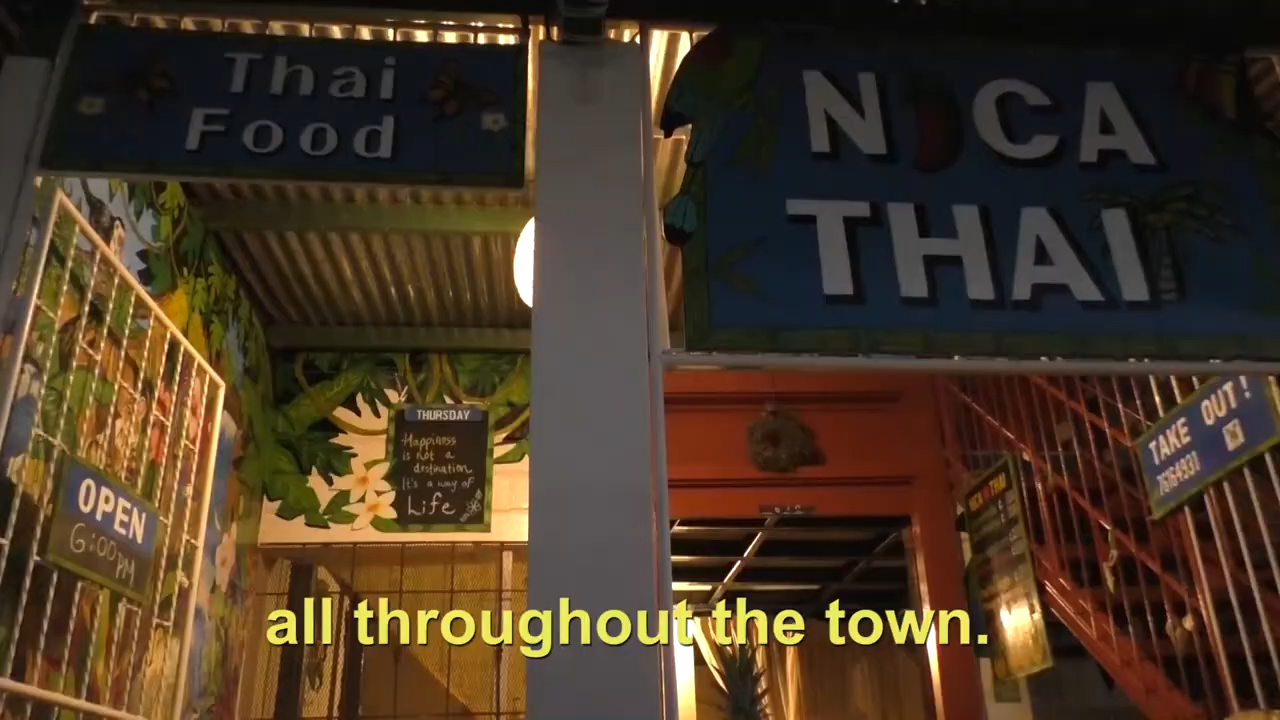 Thai
Food
NICA
THAI
THURSDAY
Happiness
is not a
destination
It's a way of
Life
OPEN
6:00PM
TAKE OUT!
all throughout the town.